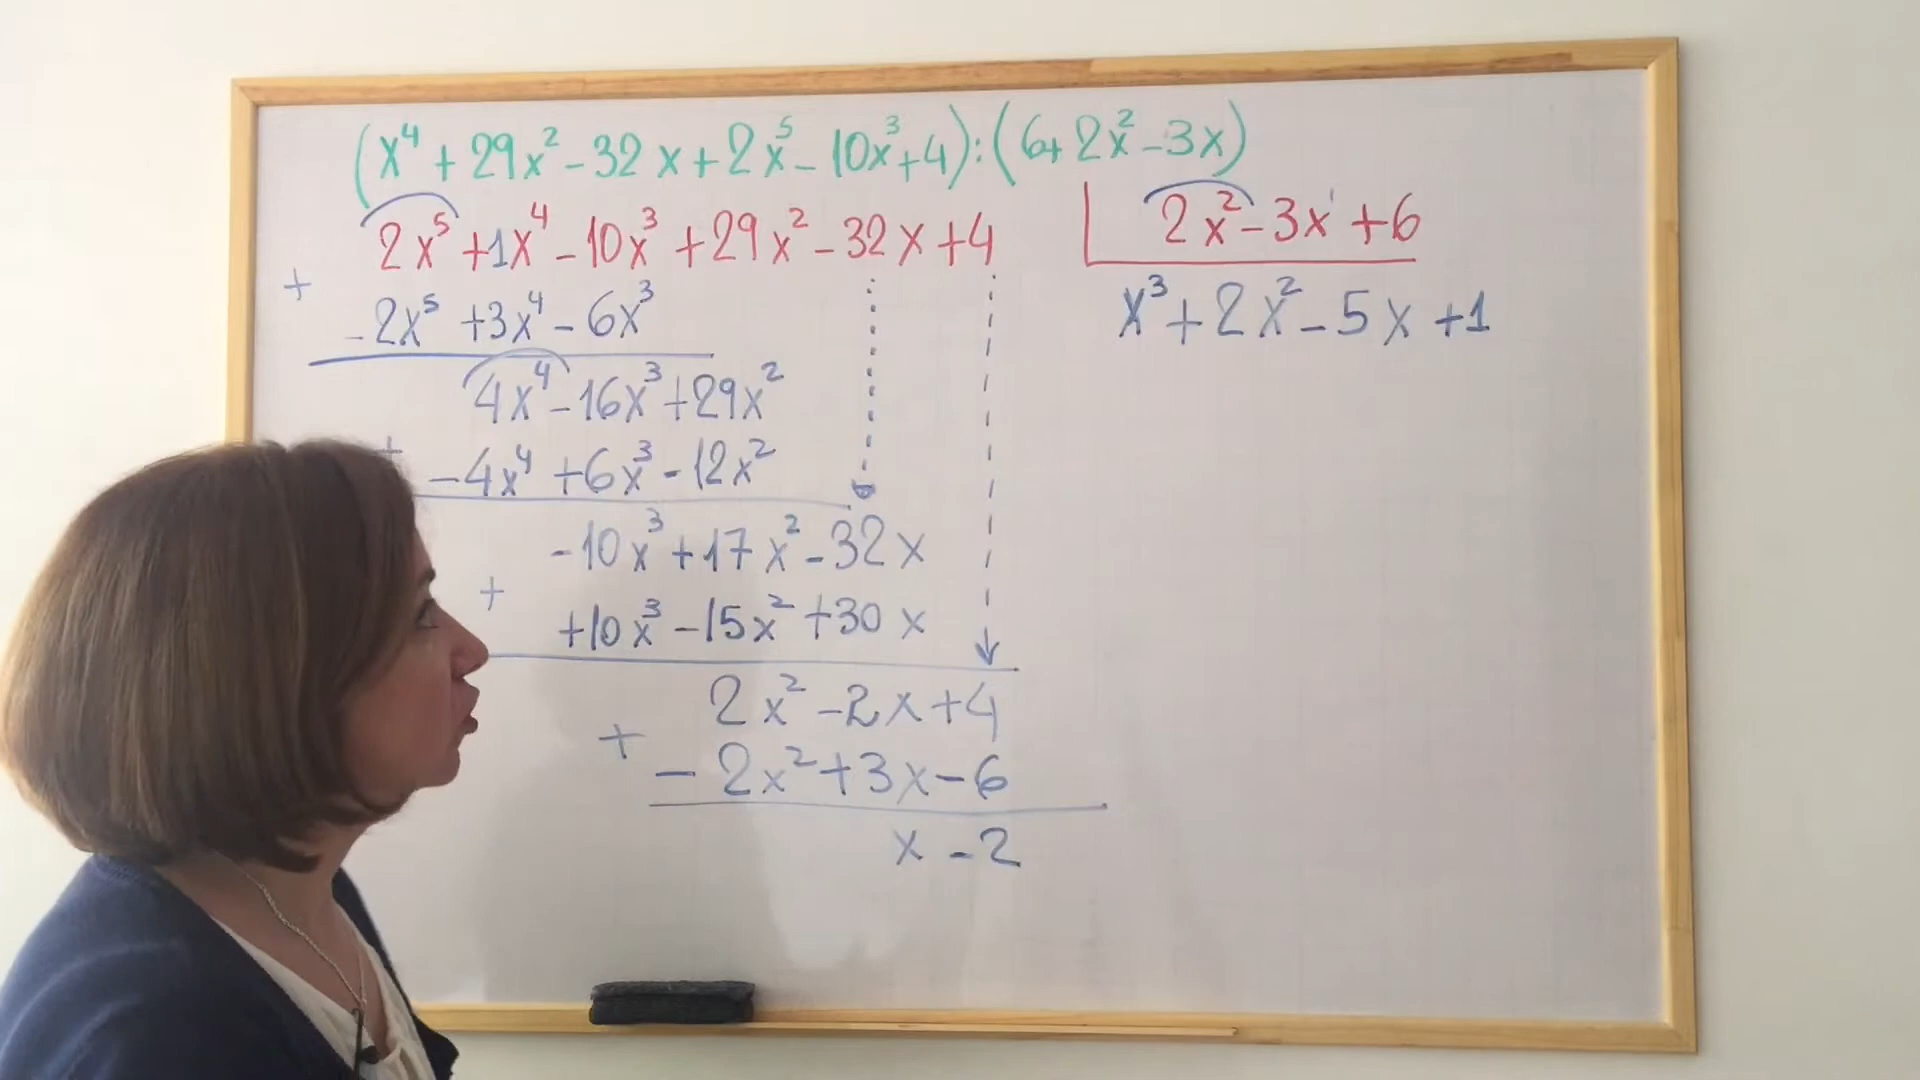 (x⁴ + 29x² - 32x + 2x⁵ - 10x³ + 4) : (6 + 2x² - 3x)
2x⁵ + 1x⁴ - 10x³ + 29x² - 32x + 4 | 2x² - 3x¹ + 6
+ - 2x⁵ + 3x⁴ - 6x³
x³ + 2x² - 5x + 1
4x⁴ - 16x³ + 29x²
+ - 4x⁴ + 6x³ - 12x²
- 10x³ + 17x² - 32x
+ + 10x³ - 15x² + 30x
2x² - 2x + 4
+ - 2x² + 3x - 6
x - 2